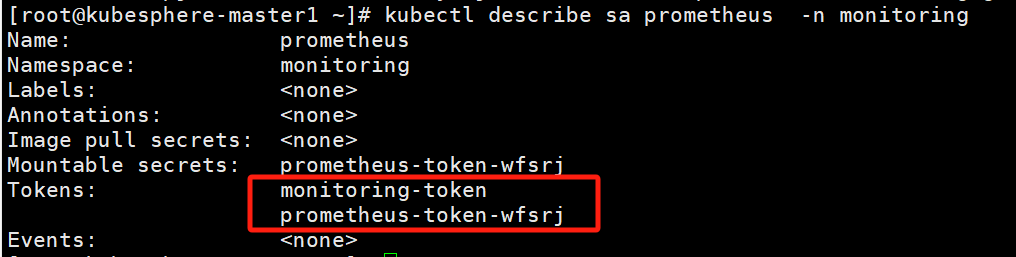 [root@kubesphere-master1 ~]# kubectl describe sa prometheus  -n monitoring
Name:                prometheus
Namespace:           monitoring
Labels:              <none>
Annotations:         <none>
Image pull secrets:  <none>
Mountable secrets:   prometheus-token-wfsrj
Tokens:              monitoring-token
                     prometheus-token-wfsrj
Events:              <none>